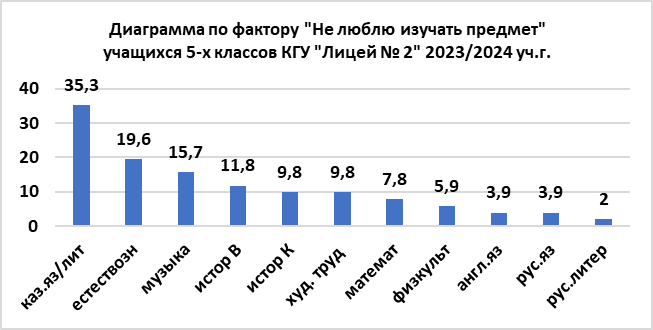 Диаграмма по фактору "Не люблю изучать предмет"
учащихся 5-х классов КГУ "Лицей № 2" 2023/2024 уч.г.
40
30
20
10
0
35,3
19,6
15,7
11,8
9,8
9,8
7,8
5,9
3,9
3,9
2
каз.яз/лит
естествозн
музыка
истор В
истор К
худ. труд
математ
физкульт
англ.яз
рус.яз
рус.литер